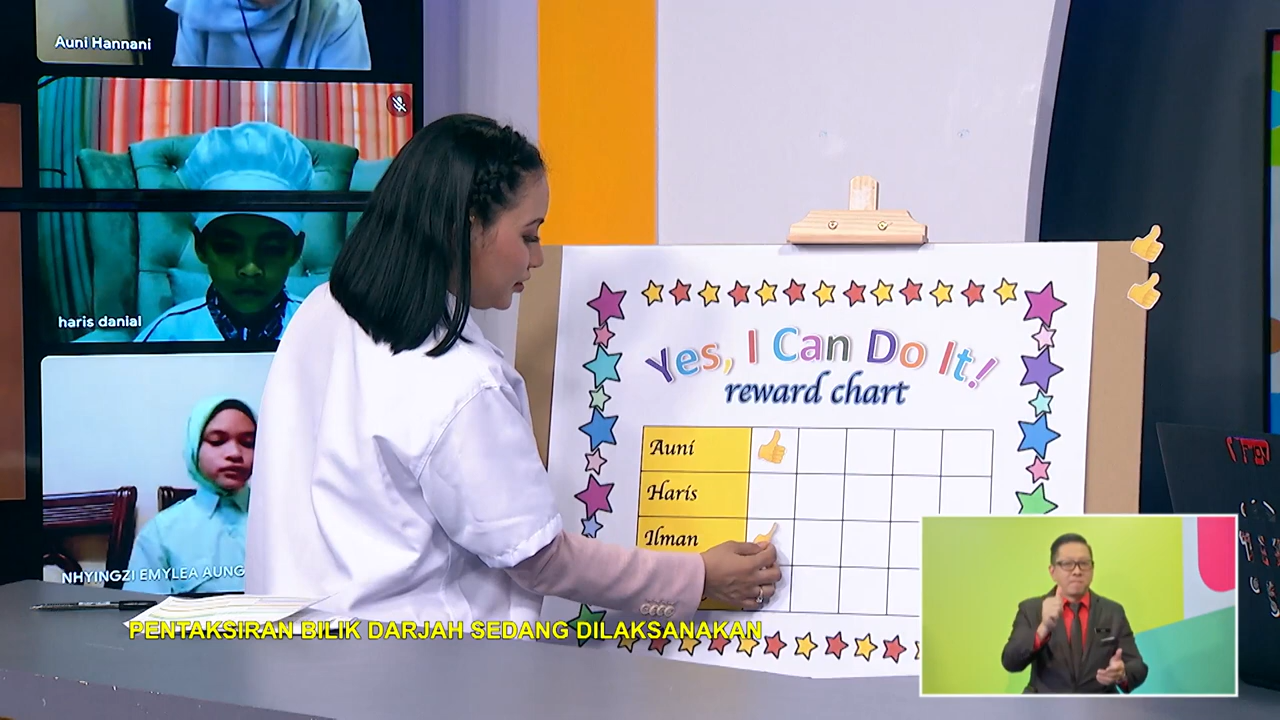 Auni Hannani
haris danial
NHYINGZI EMYLEA AUNG
Yes, I Can Do It!
reward chart
Auni
Haris
Ilman
PENTAKSIRAN BILIK DARJAH SEDANG DILAKSANAKAN